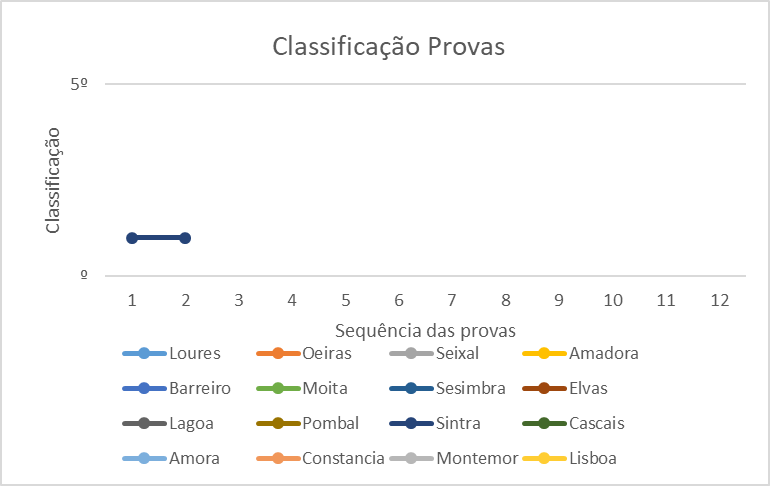 Classificação Provas
5º
Classificação
º
1 2 3 4 5 6 7 8 9 10 11 12
Sequência das provas
Loures Oeiras Seixal Amadora
Barreiro Moita Sesimbra Elvas
Lagoa Pombal Sintra Cascais
Amora Constancia Montemor Lisboa